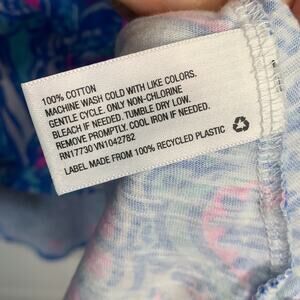 100% COTTON
MACHINE WASH COLD WITH LIKE COLORS.
GENTLE CYCLE. ONLY NON-CHLORINE
BLEACH IF NEEDED. TUMBLE DRY LOW.
REMOVE PROMPTLY. COOL IRON IF NEEDED.
RN17730 VN1042782
LABEL MADE FROM 100% RECYCLED PLASTIC